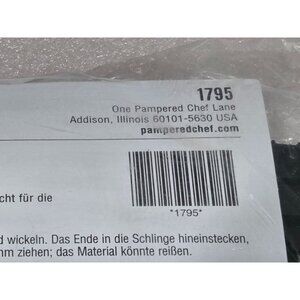 1795
One Pampered Chef Lane
Addison, Illinois 60101-5630 USA
pamperedchef.com
cht für die
*1795*
d wickeln. Das Ende in die Schlinge hineinstecken,
m ziehen; das Material könnte reißen.